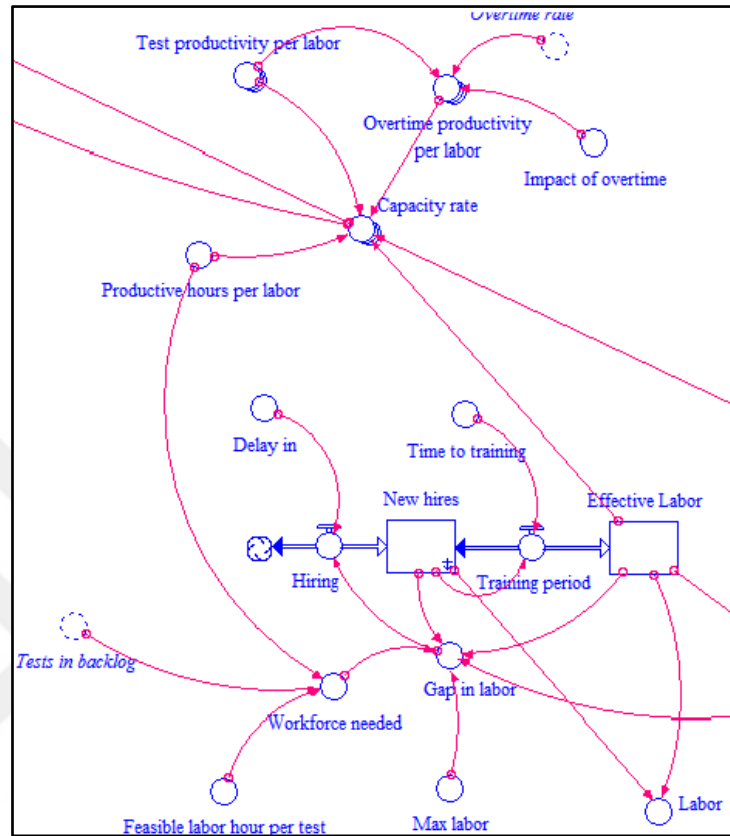 Overtime rate
Test productivity per labor
Overtime productivity
per labor
Impact of overtime
Capacity rate
Productive hours per labor
Delay in
Time to training
New hires
Effective Labor
Hiring
Training period
Tests in backlog
Gap in labor
Workforce needed
Labor
Feasible labor hour per test
Max labor